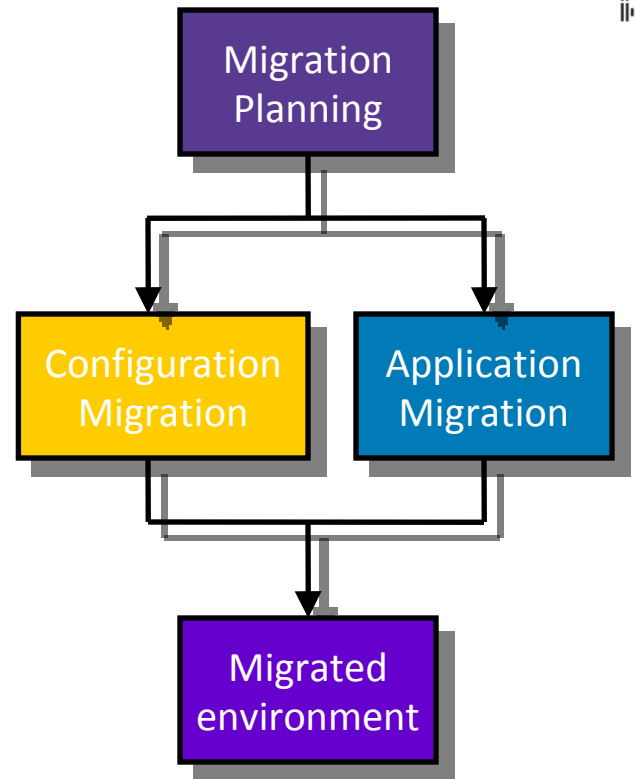 Migration
Planning
Configuration
Migration
Application
Migration
Migrated
environment